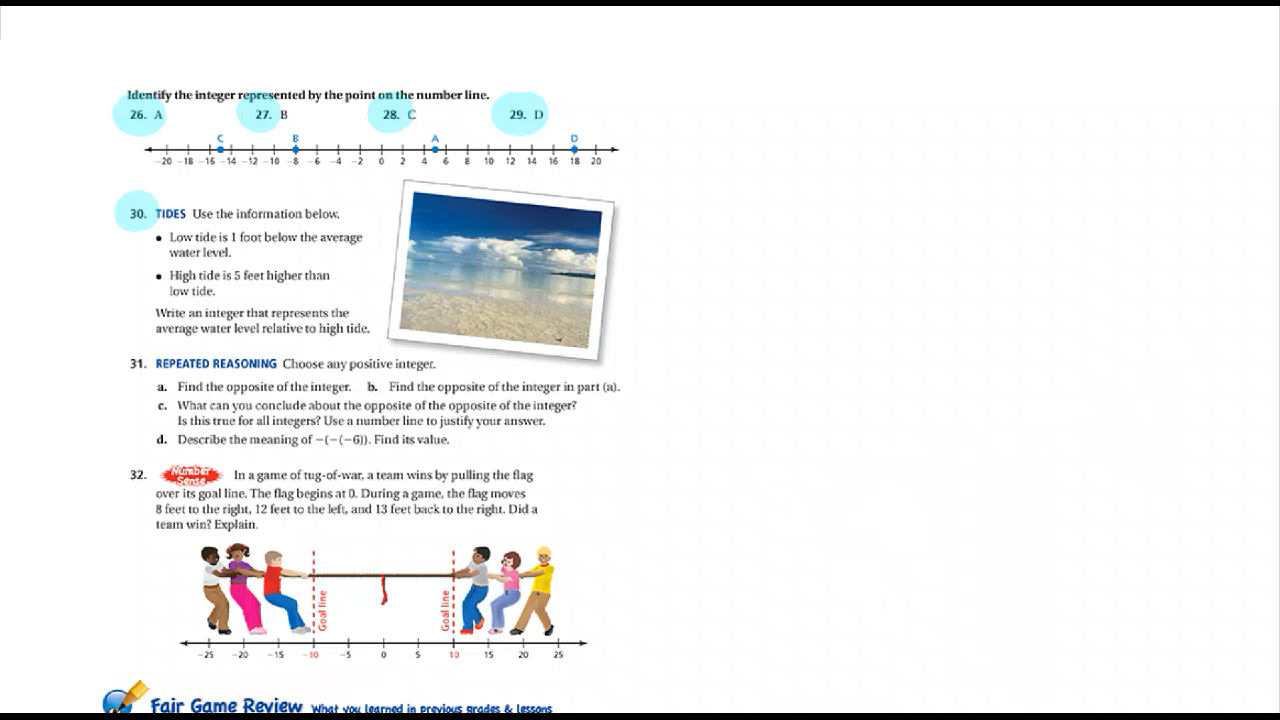 Identify the integer represented by the point on the number line.
26. A 27. B 28. C 29. D
C B A D
−20 −18 −16 −14 −12 −10 −8 −6 −4 −2 0 2 4 6 8 10 12 14 16 18 20
30. TIDES Use the information below.
• Low tide is 1 foot below the average
water level.
• High tide is 5 feet higher than
low tide.
Write an integer that represents the
average water level relative to high tide.
31. REPEATED REASONING Choose any positive integer.
a. Find the opposite of the integer. b. Find the opposite of the integer in part (a).
c. What can you conclude about the opposite of the opposite of the integer?
Is this true for all integers? Use a number line to justify your answer.
d. Describe the meaning of −(−(−6)). Find its value.
32. Number Sense In a game of tug-of-war, a team wins by pulling the flag
over its goal line. The flag begins at 0. During a game, the flag moves
8 feet to the right, 12 feet to the left, and 13 feet back to the right. Did a
team win? Explain.
Goal line Goal line
−25 −20 −15 −10 −5 0 5 10 15 20 25
Fair Game Review What you learned in previous grades & lessons